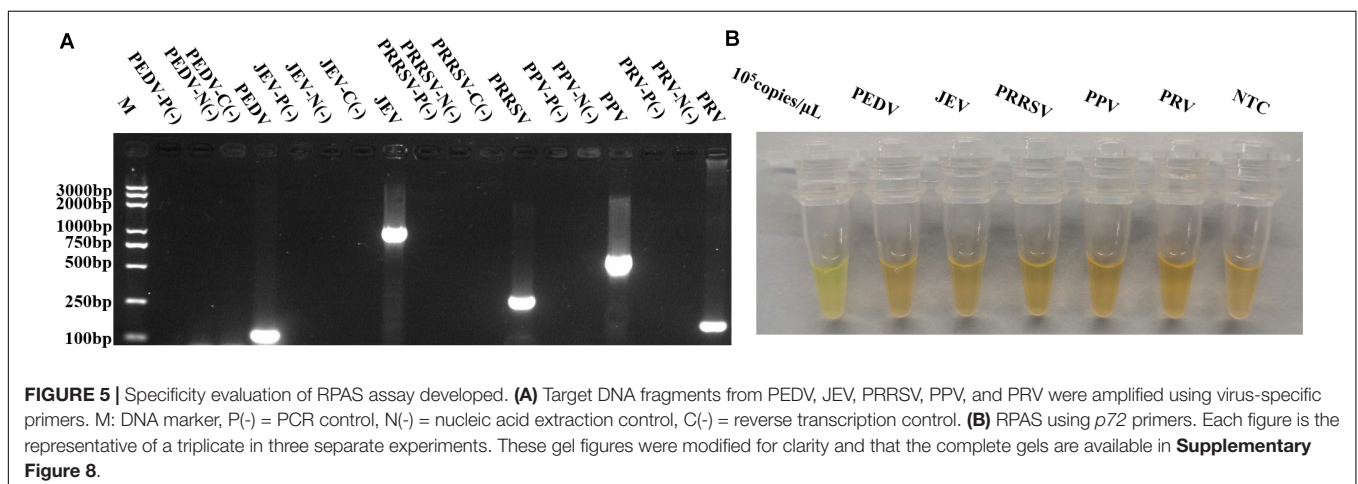 A
B
M
PEDV-P(-)
PEDV-N(-)
PEDV-C(-)
PEDV
JEV-P(-)
JEV-N(-)
JEV-C(-)
JEV
PRRSV-P(-)
PRRSV-N(-)
PRRSV-C(-)
PRRSV
PPV-P(-)
PPV-N(-)
PPV
PRV-P(-)
PRV-N(-)
PRV
3000bp
2000bp
1000bp
750bp
500bp
250bp
100bp
10⁵copies/μL
PEDV
JEV
PRRSV
PPV
PRV
NTC
FIGURE 5 | Specificity evaluation of RPAS assay developed. (A) Target DNA fragments from PEDV, JEV, PRRSV, PPV, and PRV were amplified using virus-specific
primers. M: DNA marker, P(-) = PCR control, N(-) = nucleic acid extraction control, C(-) = reverse transcription control. (B) RPAS using p72 primers. Each figure is the
representative of a triplicate in three separate experiments. These gel figures were modified for clarity and that the complete gels are available in Supplementary
Figure 8.